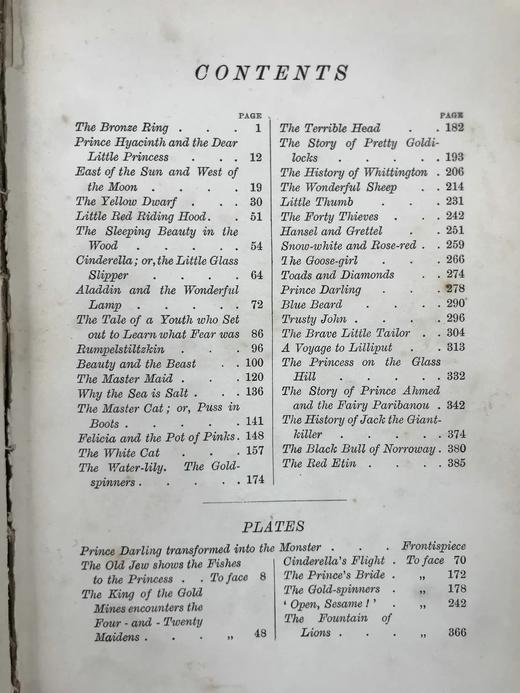 CONTENTS
PAGE
The Bronze Ring . . . 1
Prince Hyacinth and the Dear
Little Princess . . . 12
East of the Sun and West of
the Moon . . . . 19
The Yellow Dwarf . . . 30
Little Red Riding Hood. . . 51
The Sleeping Beauty in the
Wood . . . . . 54
Cinderella; or, the Little Glass
Slipper . . . . 64
Aladdin and the Wonderful
Lamp . . . . . 72
The Tale of a Youth who Set
out to Learn what Fear was 86
Rumpelstiltzkin . . . 96
Beauty and the Beast . . 100
The Master Maid . . . 120
Why the Sea is Salt . . . 136
The Master Cat; or, Puss in
Boots . . . . . 141
Felicia and the Pot of Pinks. 148
The White Cat . . . 157
The Water-lily. The Gold-
spinners . . . . . 174
PAGE
The Terrible Head . . . 182
The Story of Pretty Goldi-
locks . . . . . 193
The History of Whittington . 206
The Wonderful Sheep . . 214
Little Thumb . . . . 231
The Forty Thieves . . . 242
Hansel and Grettel . . . 251
Snow-white and Rose-red . . 259
The Goose-girl . . . 266
Toads and Diamonds . . 274
Prince Darling . . . . 278
Blue Beard . . . . 290
Trusty John . . . . 296
The Brave Little Tailor . . 304
A Voyage to Lilliput . . 313
The Princess on the Glass
Hill . . . . . 332
The Story of Prince Ahmed
and the Fairy Paribanou . 342
The History of Jack the Giant-
killer . . . . . 374
The Black Bull of Norroway . 380
The Red Etin . . . . 385
PLATES
Prince Darling transformed into the Monster . . . Frontispiece
The Old Jew shows the Fishes
to the Princess . . To face 8
The King of the Gold
Mines encounters the
Four-and-Twenty
Maidens . . . „ 48
Cinderella's Flight . To face 70
The Prince's Bride . „ 172
The Gold-spinners . „ 178
'Open, Sesame!' . „ 242
The Fountain of
Lions . . . „ 366